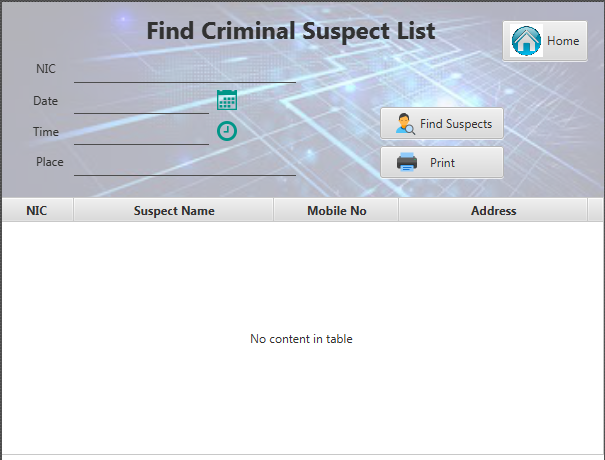 Find Criminal Suspect List
Home
NIC
Date
Time
Place
Find Suspects
Print
NIC Suspect Name Mobile No Address
No content in table